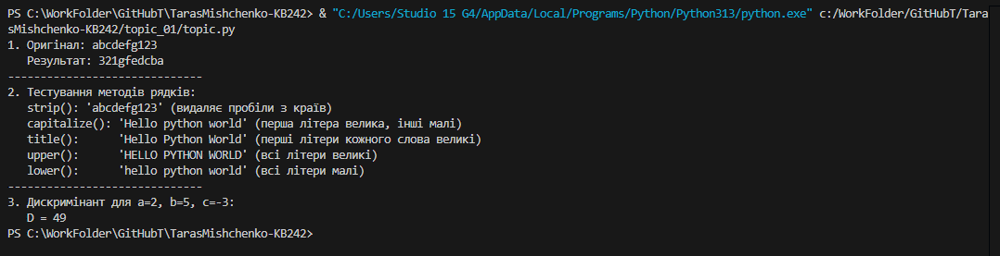 PS C:\WorkFolder\GitHubT\TarasMishchenko-KB242> & "C:/Users/Studio 15 G4/AppData/Local/Programs/Python/Python313/python.exe" c:/WorkFolder/GitHubT/Tara
sMishchenko-KB242/topic_01/topic.py
1. Оригінал: abcdefg123
   Результат: 321gfedcba
------------------------------
2. Тестування методів рядків:
   strip(): 'abcdefg123' (видаляє пробіли з країв)
   capitalize(): 'Hello python world' (перша літера велика, інші малі)
   title():      'Hello Python World' (перші літери кожного слова великі)
   upper():      'HELLO PYTHON WORLD' (всі літери великі)
   lower():      'hello python world' (всі літери малі)
------------------------------
3. Дискримінант для a=2, b=5, c=-3:
   D = 49
PS C:\WorkFolder\GitHubT\TarasMishchenko-KB242>